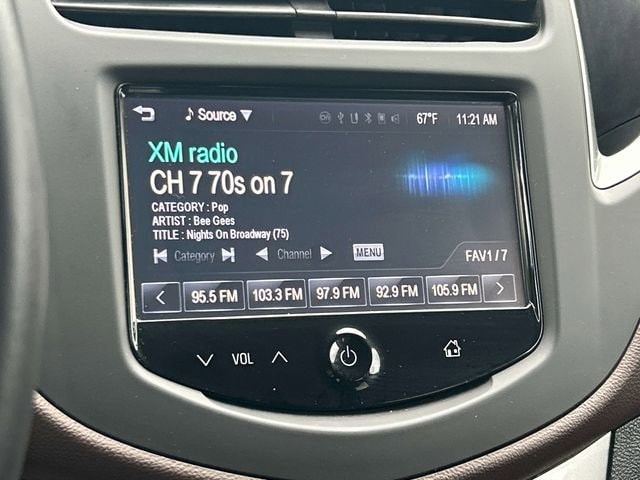 Source 67°F 11:21 AM
XM radio
CH 7 70s on 7
CATEGORY : Pop
ARTIST : Bee Gees
TITLE : Nights On Broadway (75)
Category Channel MENU FAV1/7
95.5 FM 103.3 FM 97.9 FM 92.9 FM 105.9 FM
VOL